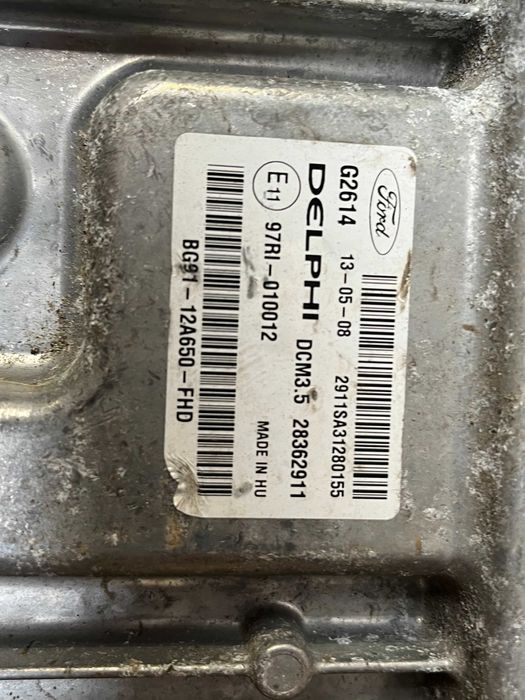 Ford
2911SA31280155
G2614 13-05-08
DELPHI DCM3.5 28362911
E11 97RI-010012 MADE IN HU
BG91-12A650-FHD